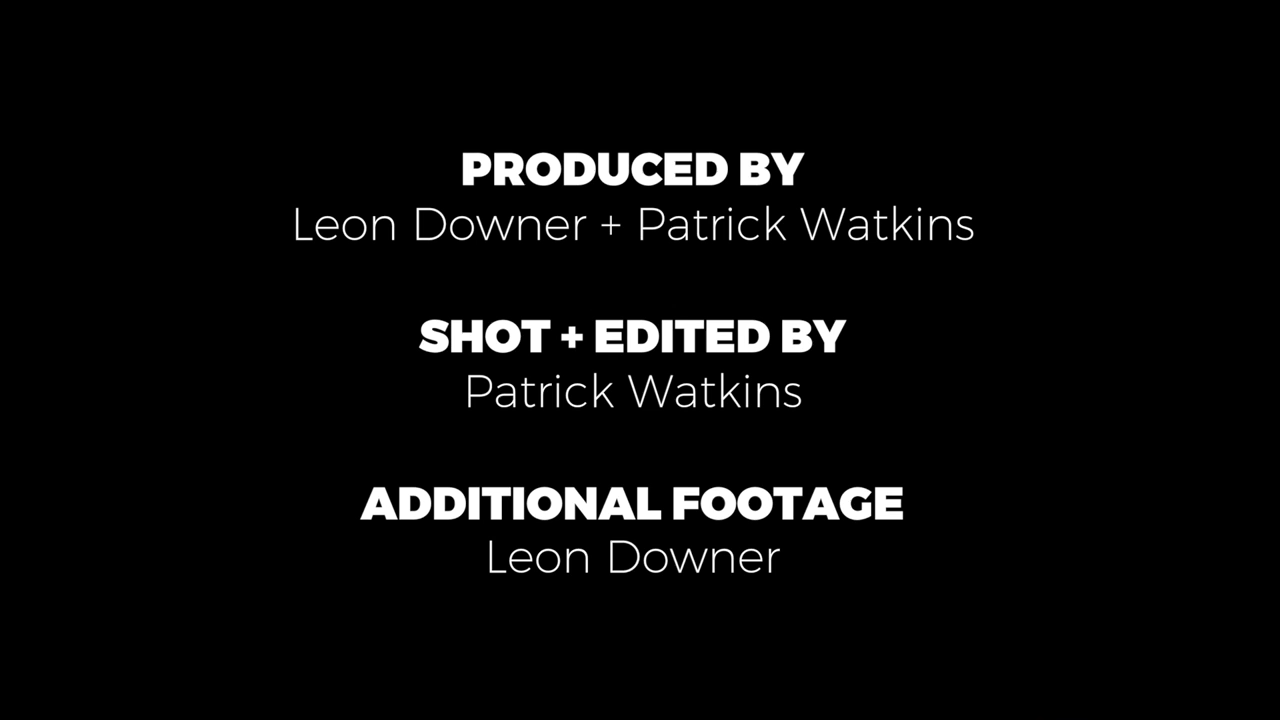 PRODUCED BY
Leon Downer + Patrick Watkins
SHOT + EDITED BY
Patrick Watkins
ADDITIONAL FOOTAGE
Leon Downer